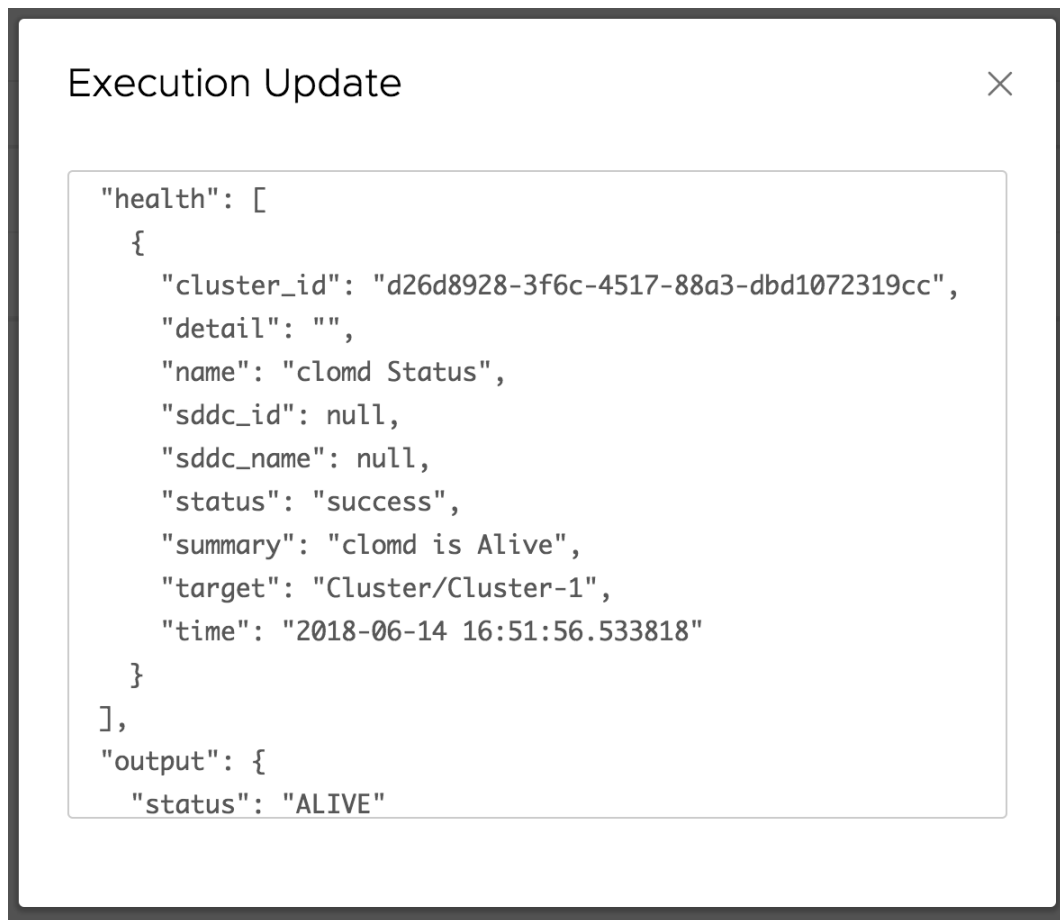 Execution Update
"health": [
{
"cluster_id": "d26d8928-3f6c-4517-88a3-dbd1072319cc",
"detail": "",
"name": "clomd Status",
"sddc_id": null,
"sddc_name": null,
"status": "success",
"summary": "clomd is Alive",
"target": "Cluster/Cluster-1",
"time": "2018-06-14 16:51:56.533818"
}
],
"output": {
"status": "ALIVE"